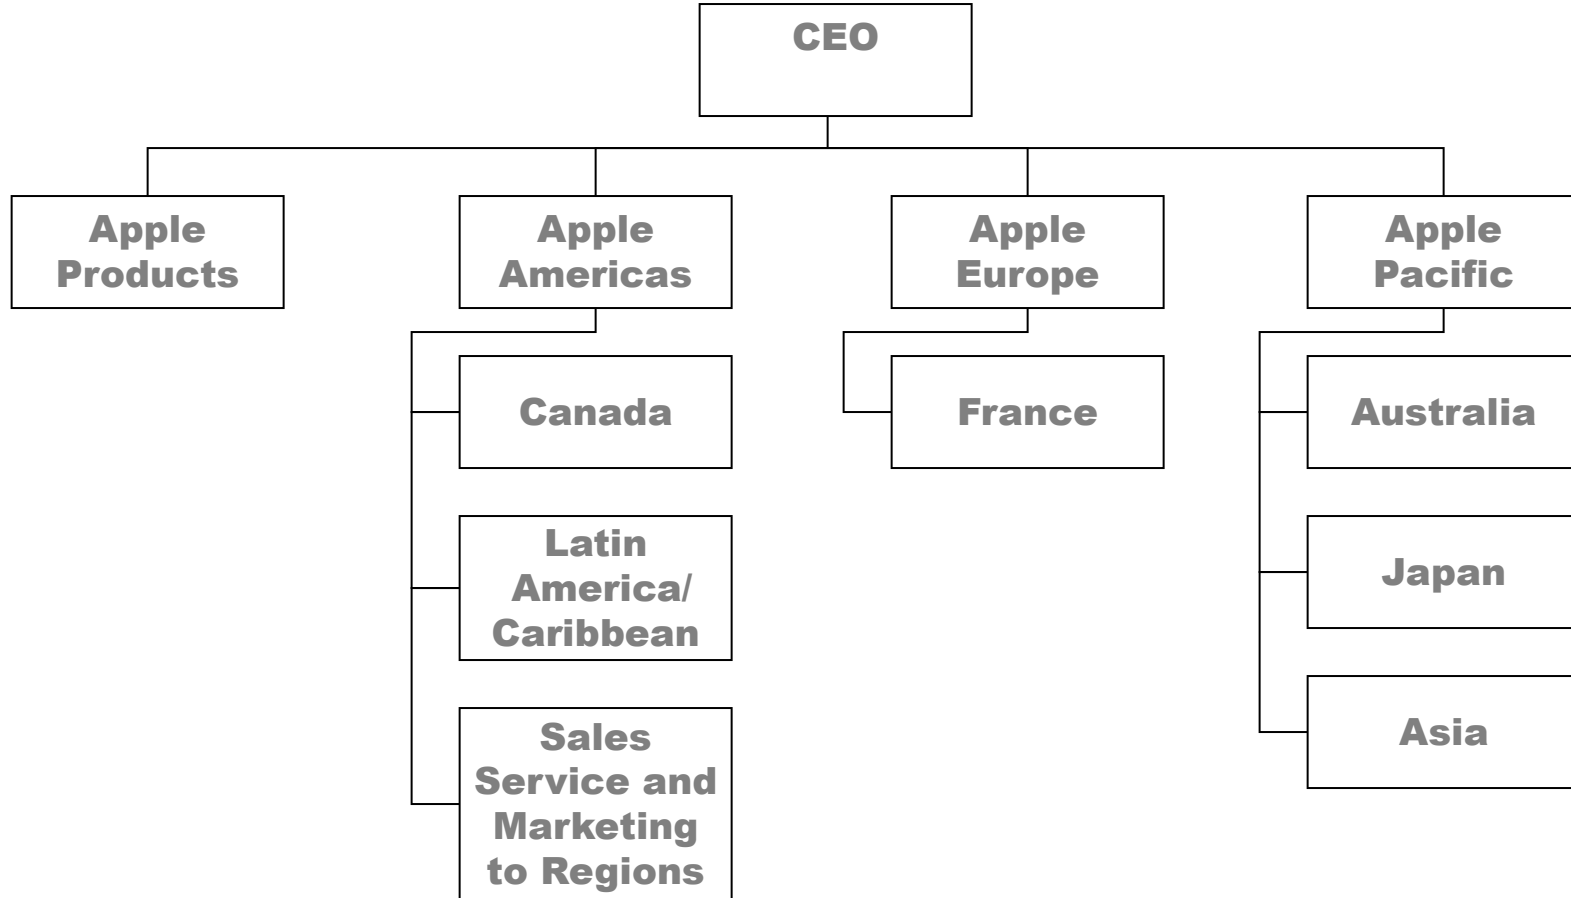 CEO
Apple
Products
Apple
Americas
Apple
Europe
Apple
Pacific
Canada
France
Australia
Latin
America/
Caribbean
Japan
Sales
Service and
Marketing
to Regions
Asia